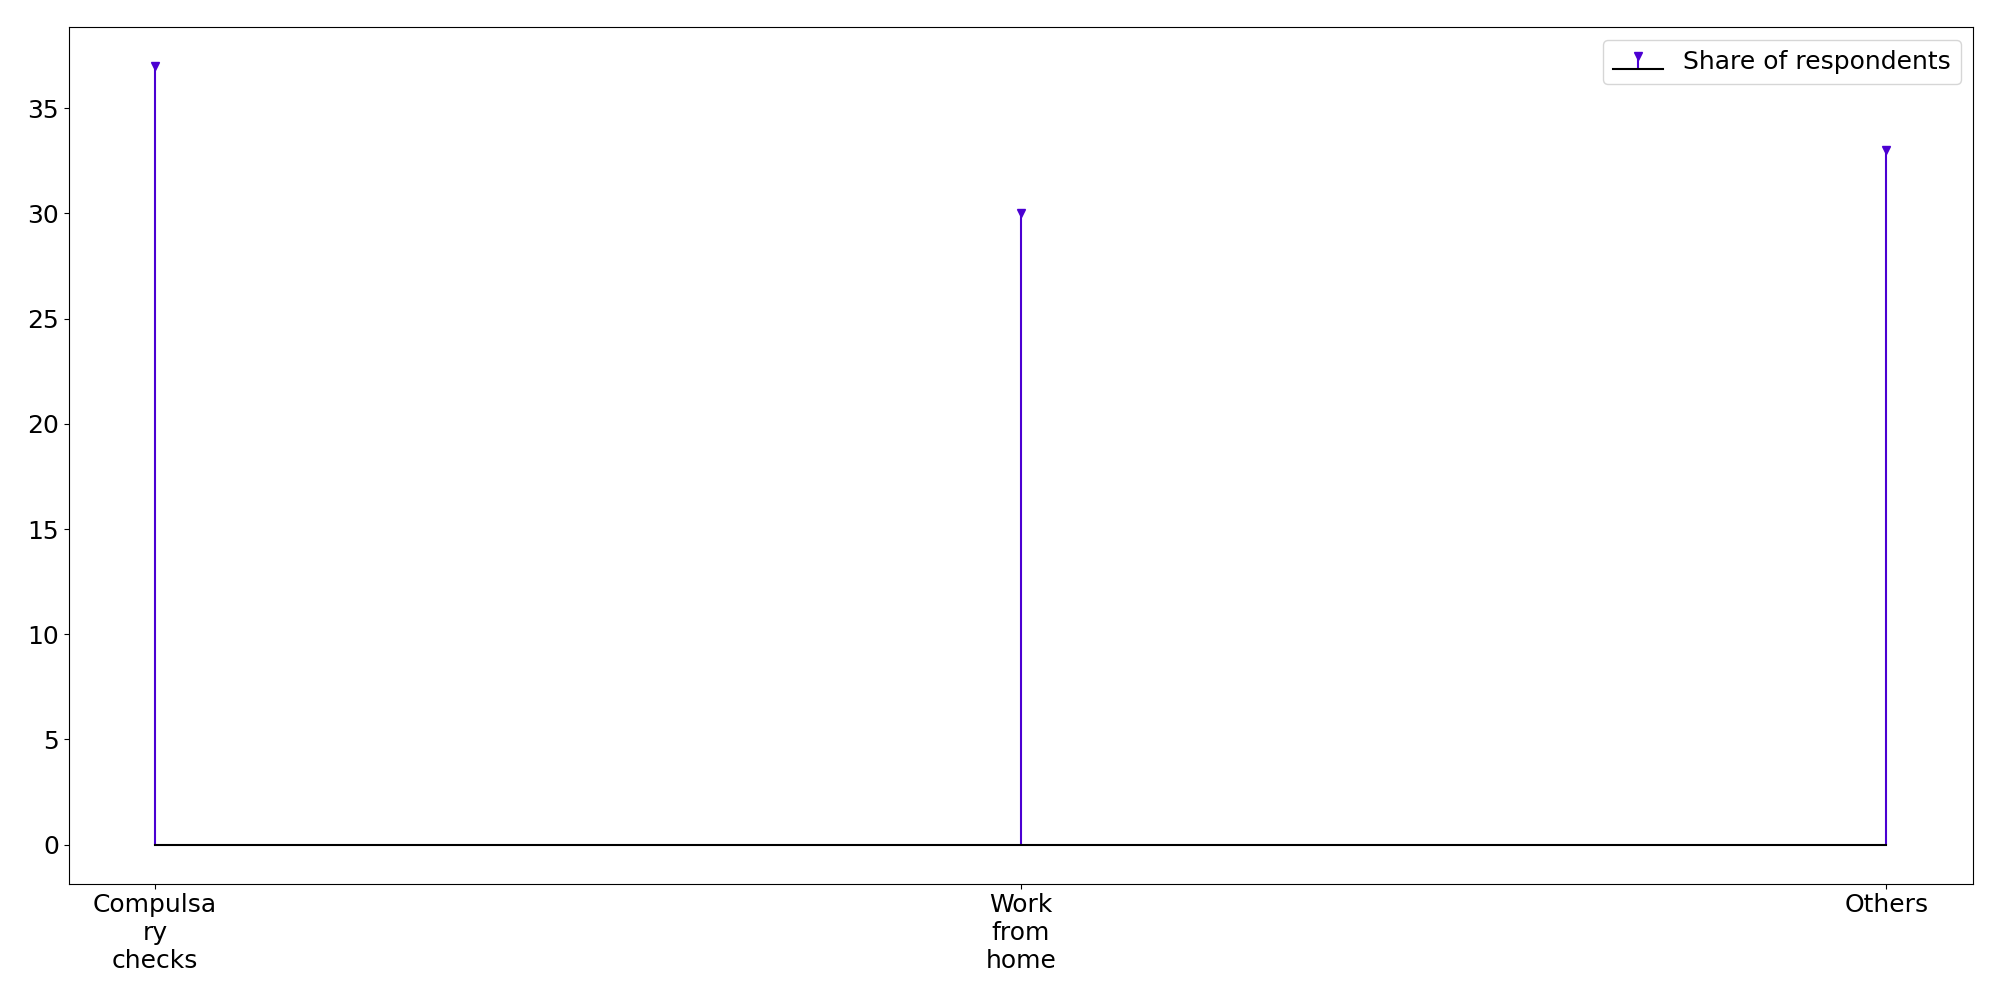 Share of respondents
35
30
25
20
15
10
5
0
Compulsa
ry
checks
Work
from
home
Others